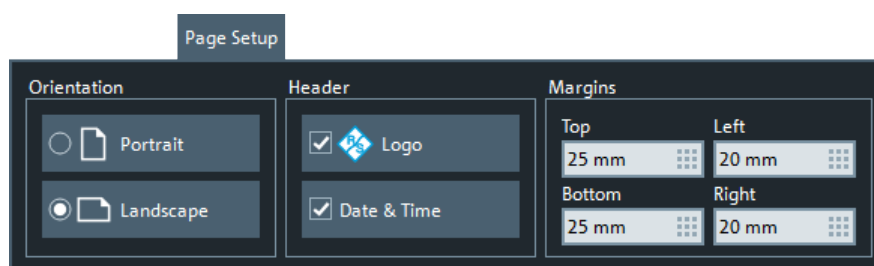 Page Setup
Orientation
Portrait
Landscape
Header
R&S Logo
Date & Time
Margins
Top
25 mm
Left
20 mm
Bottom
25 mm
Right
20 mm